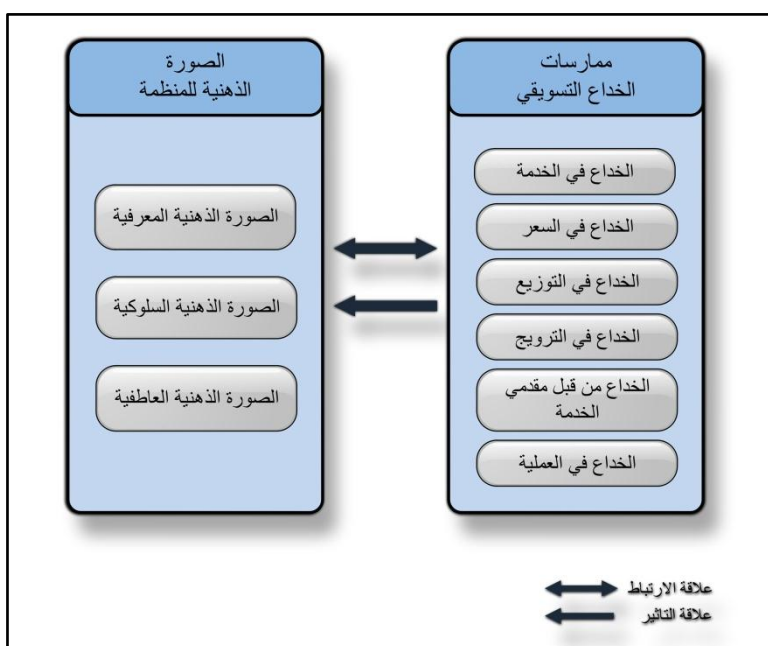 ممارسات
الخداع التسويقي
الخداع في الخدمة
الخداع في السعر
الخداع في التوزيع
الخداع في الترويج
الخداع من قبل مقدمي
الخدمة
الخداع في العملية
الصورة
الذهنية للمنظمة
الصورة الذهنية المعرفية
الصورة الذهنية السلوكية
الصورة الذهنية العاطفية
علاقة الارتباط
علاقة التاثير